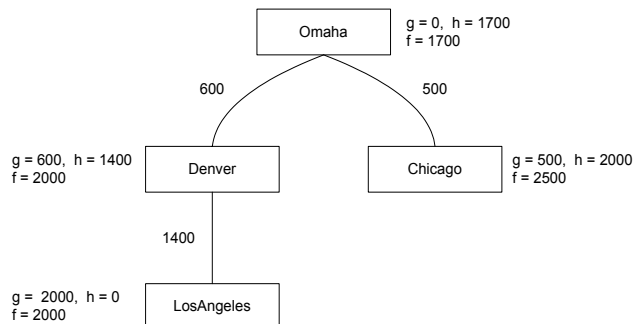 Omaha
g = 0, h = 1700
f = 1700
600
500
g = 600, h = 1400
f = 2000
Denver
Chicago
g = 500, h = 2000
f = 2500
1400
g = 2000, h = 0
f = 2000
LosAngeles